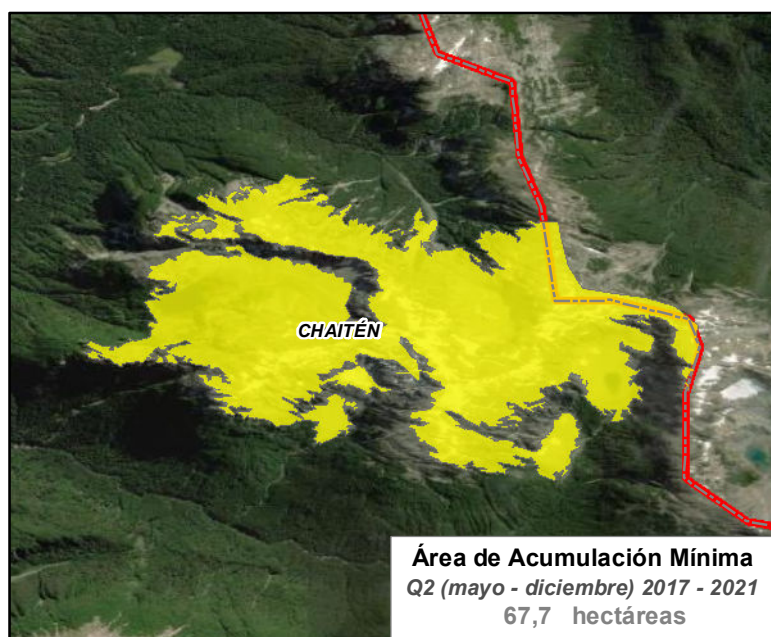 CHAITÉN
Área de Acumulación Mínima
Q2 (mayo - diciembre) 2017 - 2021
67,7 hectáreas